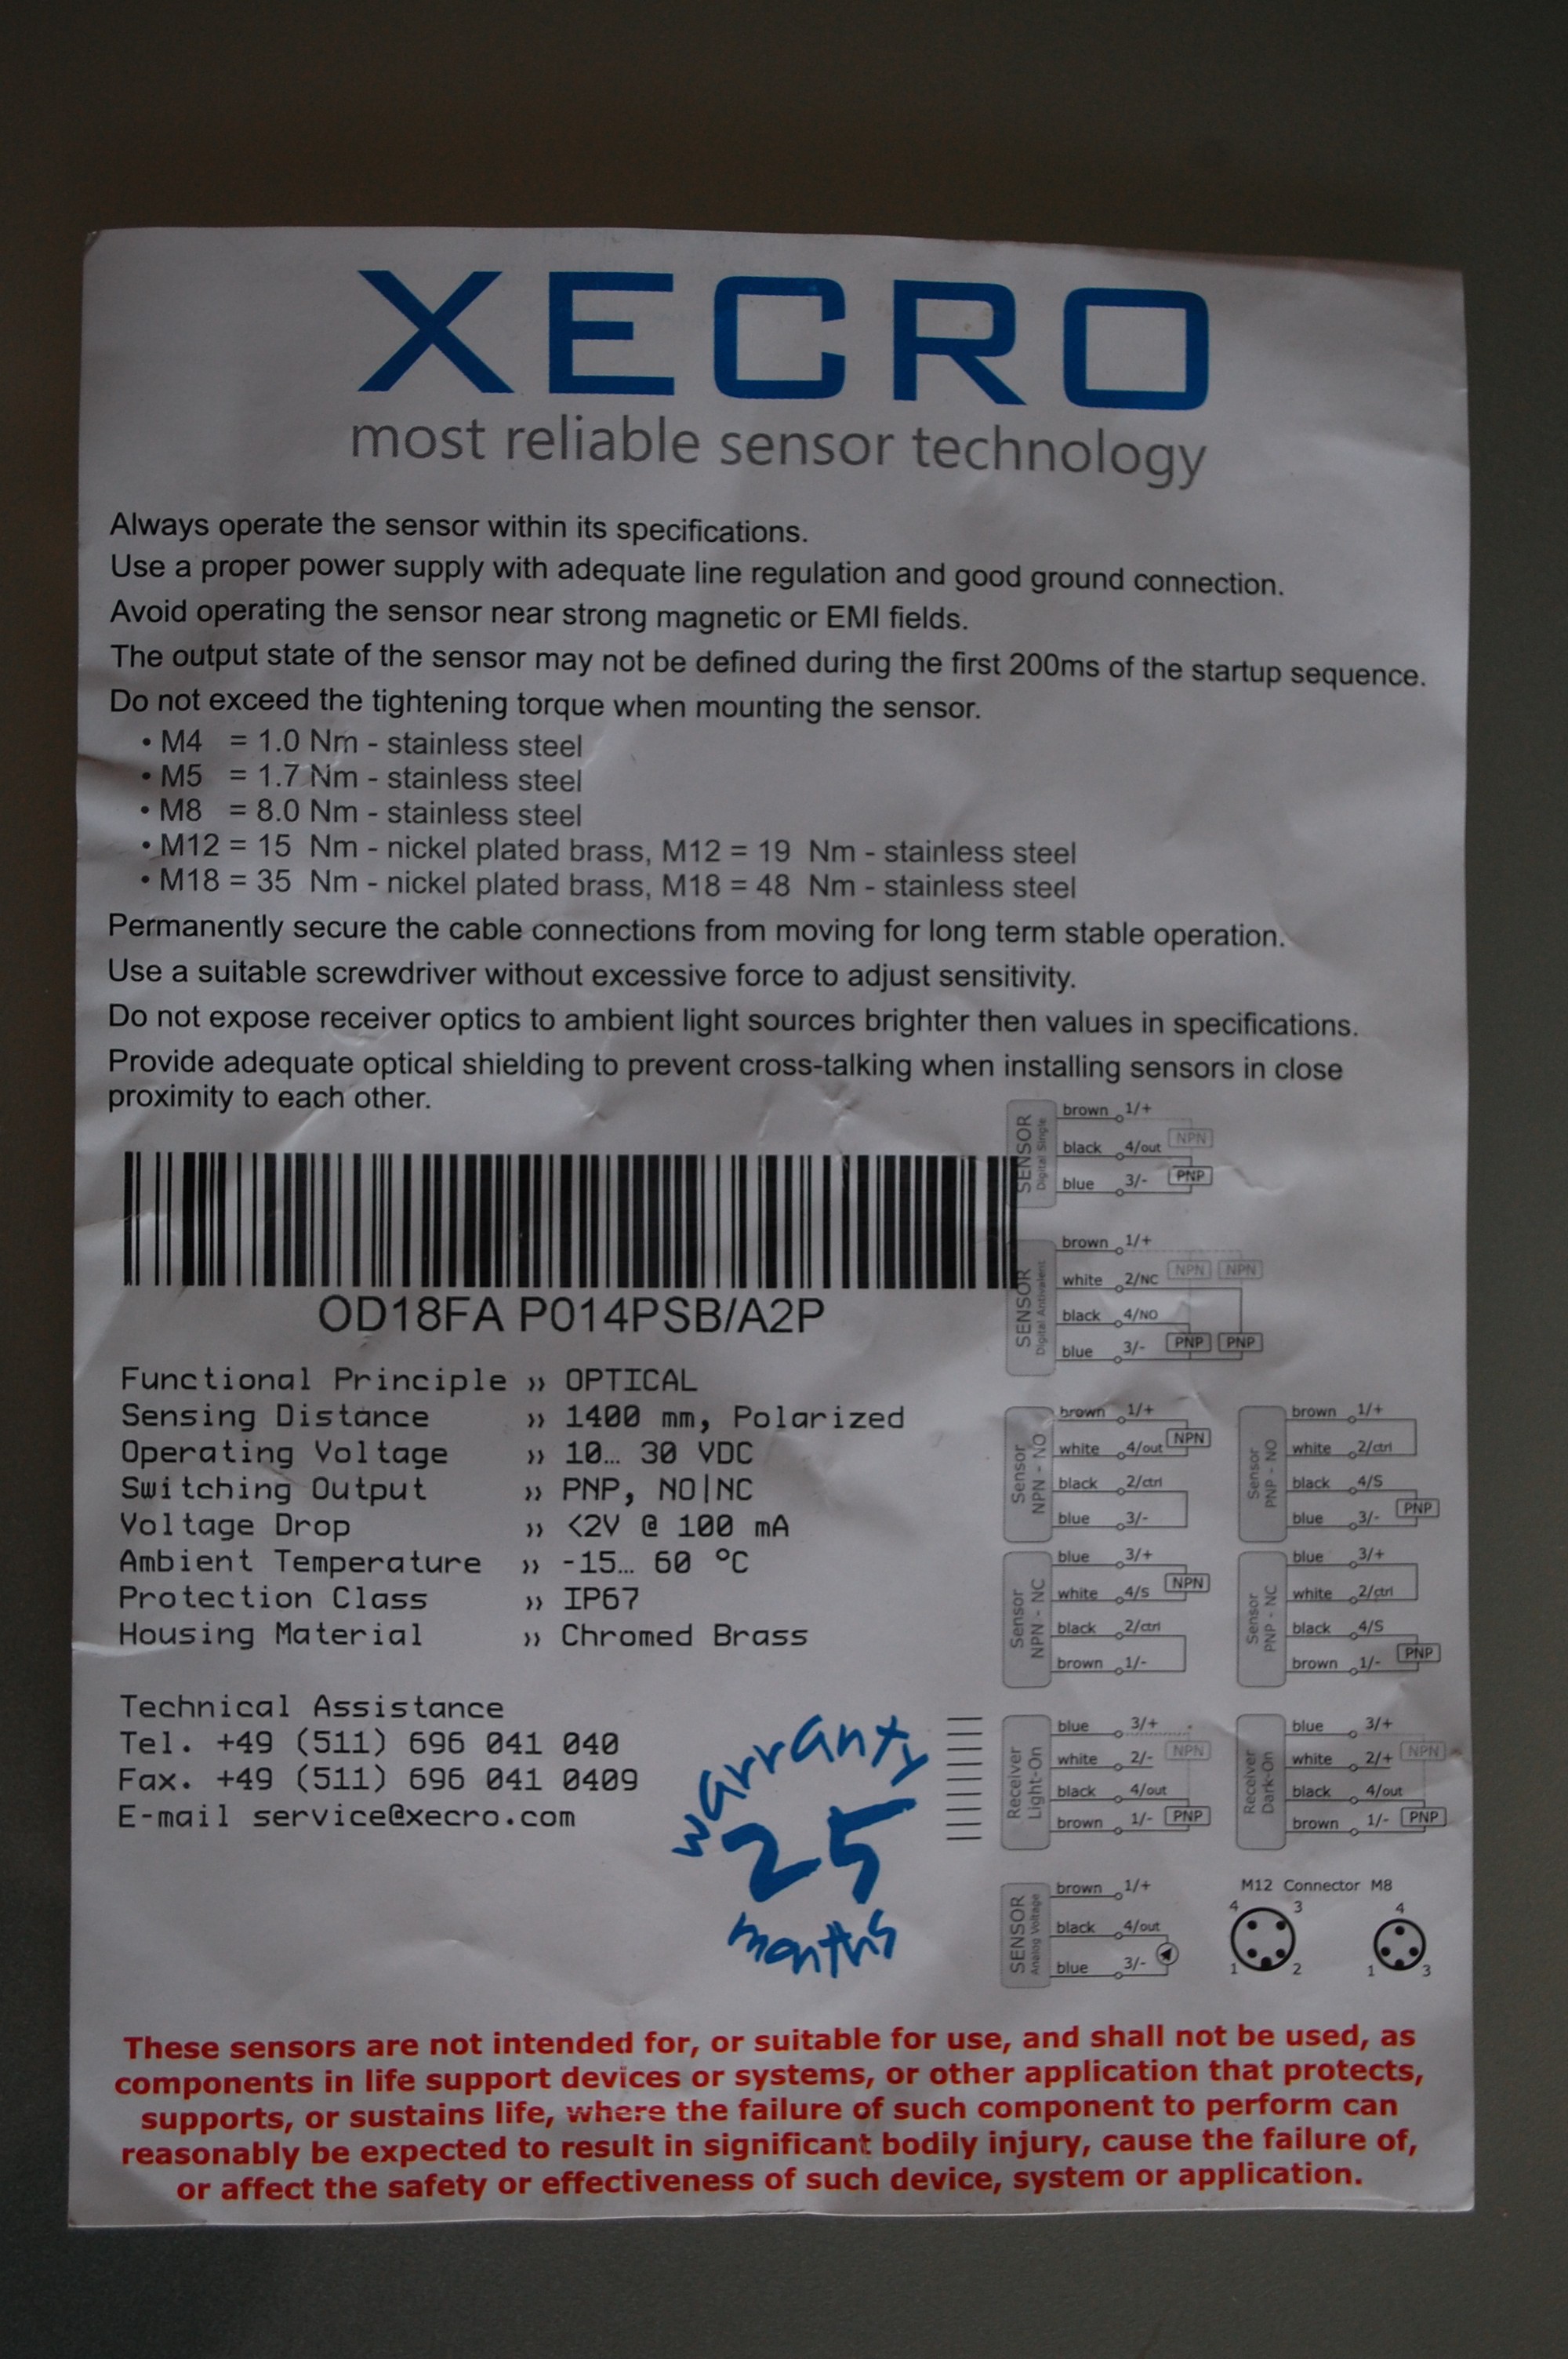 XECRO
most reliable sensor technology
Always operate the sensor within its specifications.
Use a proper power supply with adequate line regulation and good ground connection.
Avoid operating the sensor near strong magnetic or EMI fields.
The output state of the sensor may not be defined during the first 200ms of the startup sequence.
Do not exceed the tightening torque when mounting the sensor.
• M4 = 1.0 Nm - stainless steel
• M5 = 1.7 Nm - stainless steel
• M8 = 8.0 Nm - stainless steel
• M12 = 15 Nm - nickel plated brass, M12 = 19 Nm - stainless steel
• M18 = 35 Nm - nickel plated brass, M18 = 48 Nm - stainless steel
Permanently secure the cable connections from moving for long term stable operation.
Use a suitable screwdriver without excessive force to adjust sensitivity.
Do not expose receiver optics to ambient light sources brighter then values in specifications.
Provide adequate optical shielding to prevent cross-talking when installing sensors in close
proximity to each other.
OD18FA P014PSB/A2P
Functional Principle » OPTICAL
Sensing Distance » 1400 mm, Polarized
Operating Voltage » 10… 30 VDC
Switching Output » PNP, NO|NC
Voltage Drop » <2V @ 100 mA
Ambient Temperature » -15… 60 °C
Protection Class » IP67
Housing Material » Chromed Brass
Technical Assistance
Tel. +49 (511) 696 041 040
Fax. +49 (511) 696 041 0409
E-mail service@xecro.com
warranty
25
months
SENSOR
Digital Single
brown 1/+
NPN
black 4/out
PNP
blue 3/-
SENSOR
Digital Antivalent
brown 1/+
NPN NPN
white 2/NC
black 4/NO
PNP PNP
blue 3/-
Sensor
NPN - NO
brown 1/+
NPN
white 4/out
black 2/ctrl
blue 3/-
Sensor
PNP - NO
brown 1/+
white 2/ctrl
black 4/S
PNP
blue 3/-
Sensor
NPN - NC
blue 3/+
NPN
white 4/S
black 2/ctrl
brown 1/-
Sensor
PNP - NC
blue 3/+
white 2/ctrl
black 4/S
PNP
brown 1/-
Receiver
Light-On
blue 3/+
NPN
white 2/-
black 4/out
brown 1/- PNP
Receiver
Dark-On
blue 3/+
NPN
white 2/+
black 4/out
brown 1/- PNP
SENSOR
Analog Voltage
brown 1/+
black 4/out
blue 3/-
M12 Connector M8
4 3 4
1 2 1 3
These sensors are not intended for, or suitable for use, and shall not be used, as
components in life support devices or systems, or other application that protects,
supports, or sustains life, where the failure of such component to perform can
reasonably be expected to result in significant bodily injury, cause the failure of,
or affect the safety or effectiveness of such device, system or application.